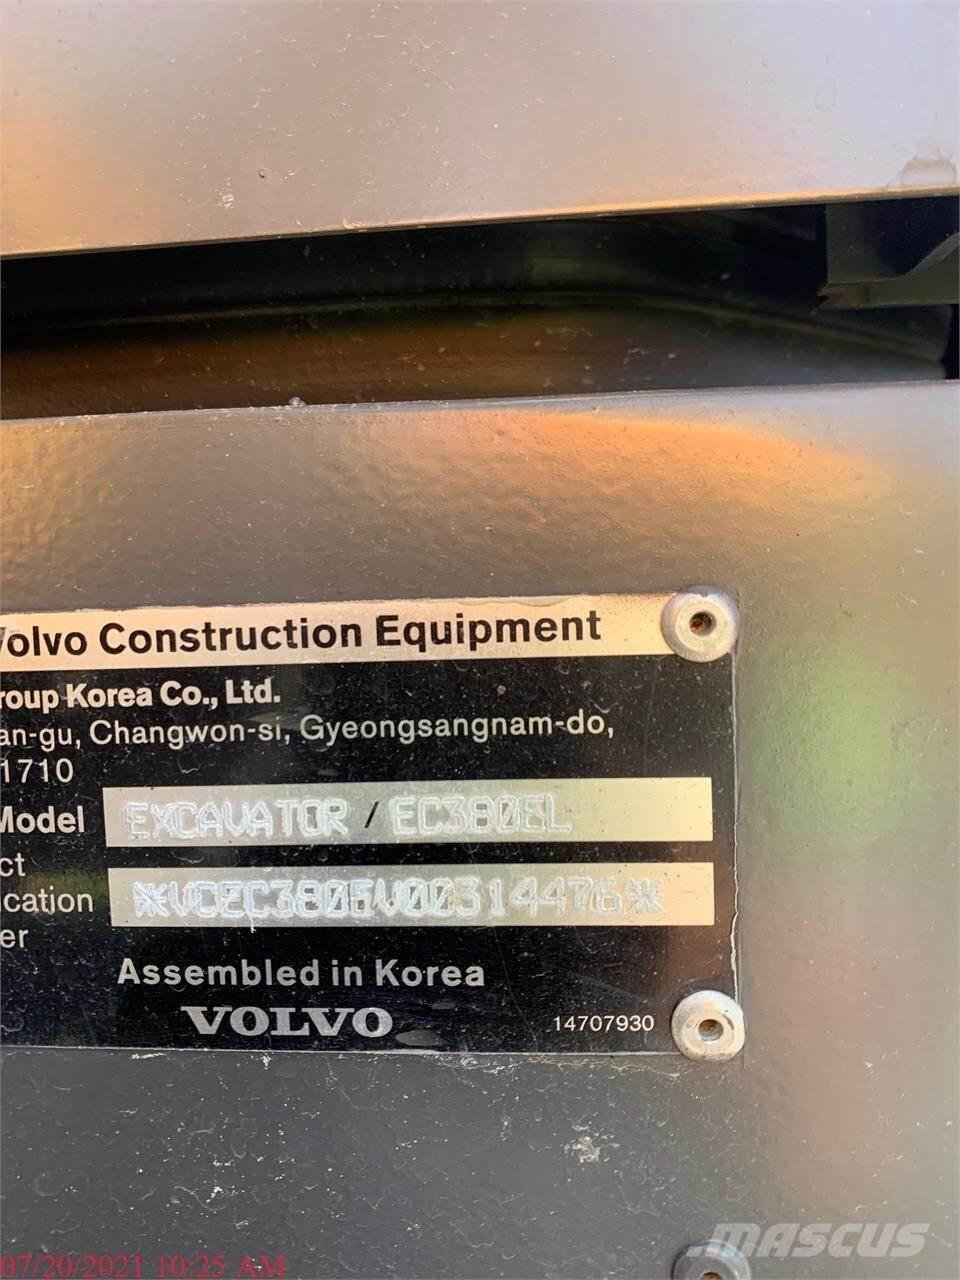 Volvo Construction Equipment
roup Korea Co., Ltd.
an-gu, Changwon-si, Gyeongsangnam-do,
1710
Model EXCAVATOR / EC380EL
ct
cation *VCEC380EV00314476*
er
Assembled in Korea
VOLVO 14707930
MASCUS
07/20/2021 10:25 AM